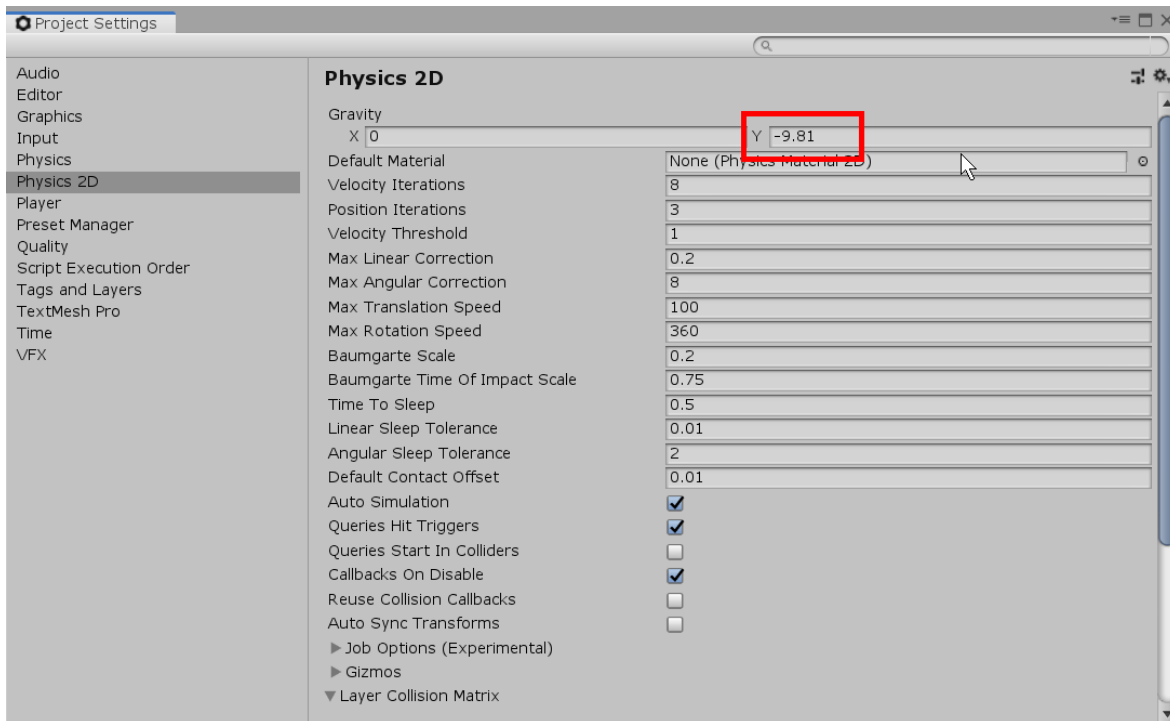 Project Settings
Audio
Editor
Graphics
Input
Physics
Physics 2D
Player
Preset Manager
Quality
Script Execution Order
Tags and Layers
TextMesh Pro
Time
VFX
Physics 2D
Gravity
X 0 Y -9.81
Default Material None (Physics Material 2D)
Velocity Iterations 8
Position Iterations 3
Velocity Threshold 1
Max Linear Correction 0.2
Max Angular Correction 8
Max Translation Speed 100
Max Rotation Speed 360
Baumgarte Scale 0.2
Baumgarte Time Of Impact Scale 0.75
Time To Sleep 0.5
Linear Sleep Tolerance 0.01
Angular Sleep Tolerance 2
Default Contact Offset 0.01
Auto Simulation
Queries Hit Triggers
Queries Start In Colliders
Callbacks On Disable
Reuse Collision Callbacks
Auto Sync Transforms
Job Options (Experimental)
Gizmos
Layer Collision Matrix